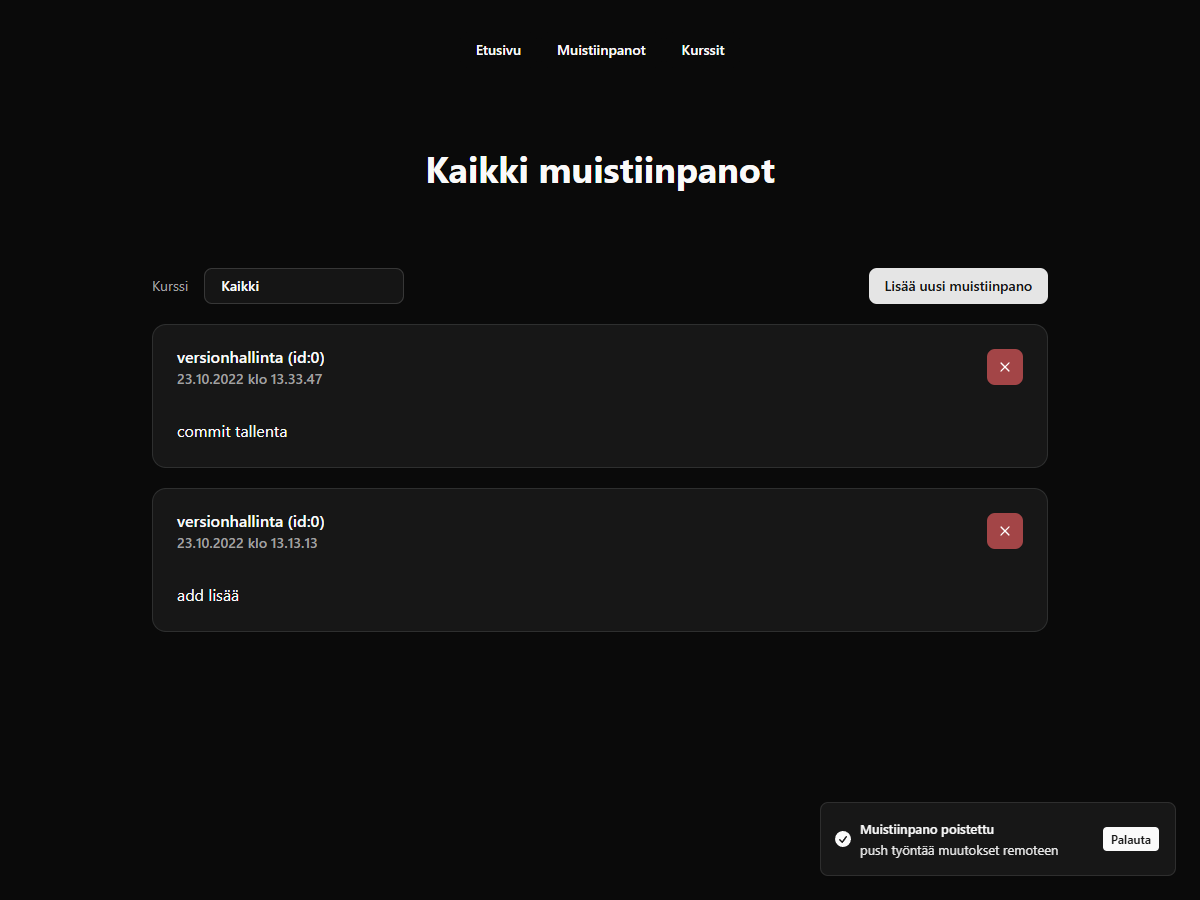 Etusivu Muistiinpanot Kurssit
Kaikki muistiinpanot
Kurssi Kaikki Lisää uusi muistiinpano
versionhallinta (id:0)
23.10.2022 klo 13.33.47
commit tallenta
versionhallinta (id:0)
23.10.2022 klo 13.13.13
add lisää
Muistiinpano poistettu
push työntää muutokset remoteen
Palauta